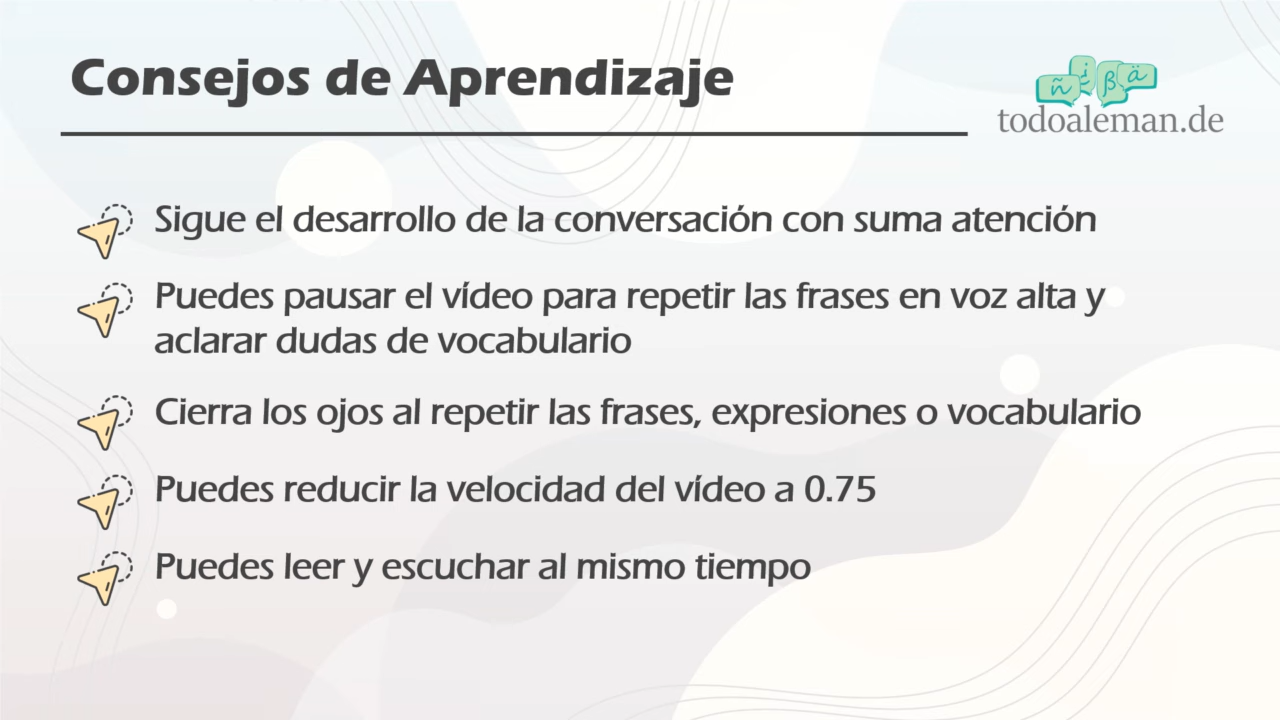 Consejos de Aprendizaje
ñ ¿ i β ä
todoaleman.de
Sigue el desarrollo de la conversación con suma atención
Puedes pausar el vídeo para repetir las frases en voz alta y
aclarar dudas de vocabulario
Cierra los ojos al repetir las frases, expresiones o vocabulario
Puedes reducir la velocidad del vídeo a 0.75
Puedes leer y escuchar al mismo tiempo